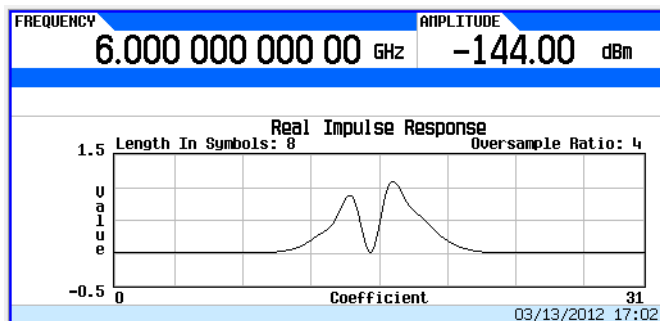 FREQUENCY
6.000 000 000 00 GHz
AMPLITUDE
-144.00 dBm
Real Impulse Response
Length In Symbols: 8
Oversample Ratio: 4
1.5
Value
-0.5
0
Coefficient
31
03/13/2012 17:02